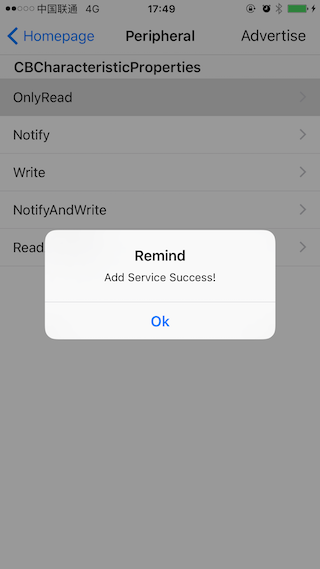 中国联通 4G 17:49
Homepage Peripheral Advertise
CBCharacteristicProperties
OnlyRead
Notify
Write
NotifyAndWrite
Read
Remind
Add Service Success!
Ok